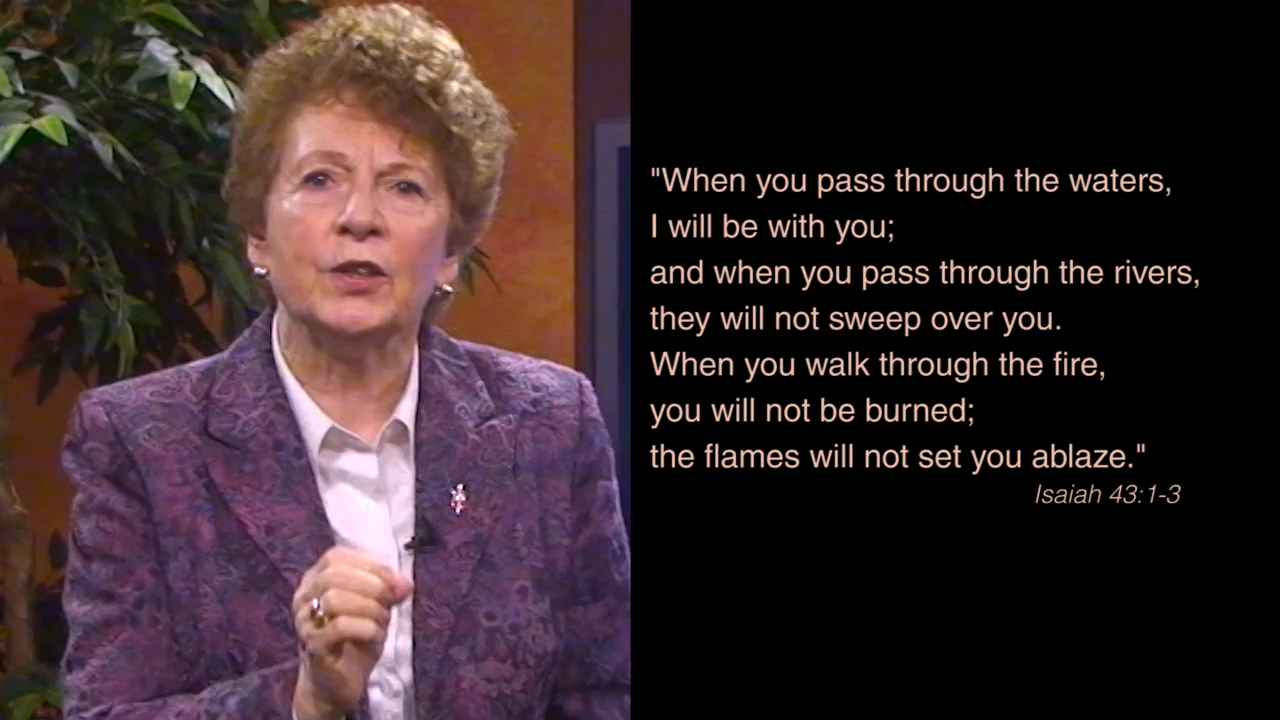 "When you pass through the waters,
I will be with you;
and when you pass through the rivers,
they will not sweep over you.
When you walk through the fire,
you will not be burned;
the flames will not set you ablaze."
Isaiah 43:1-3